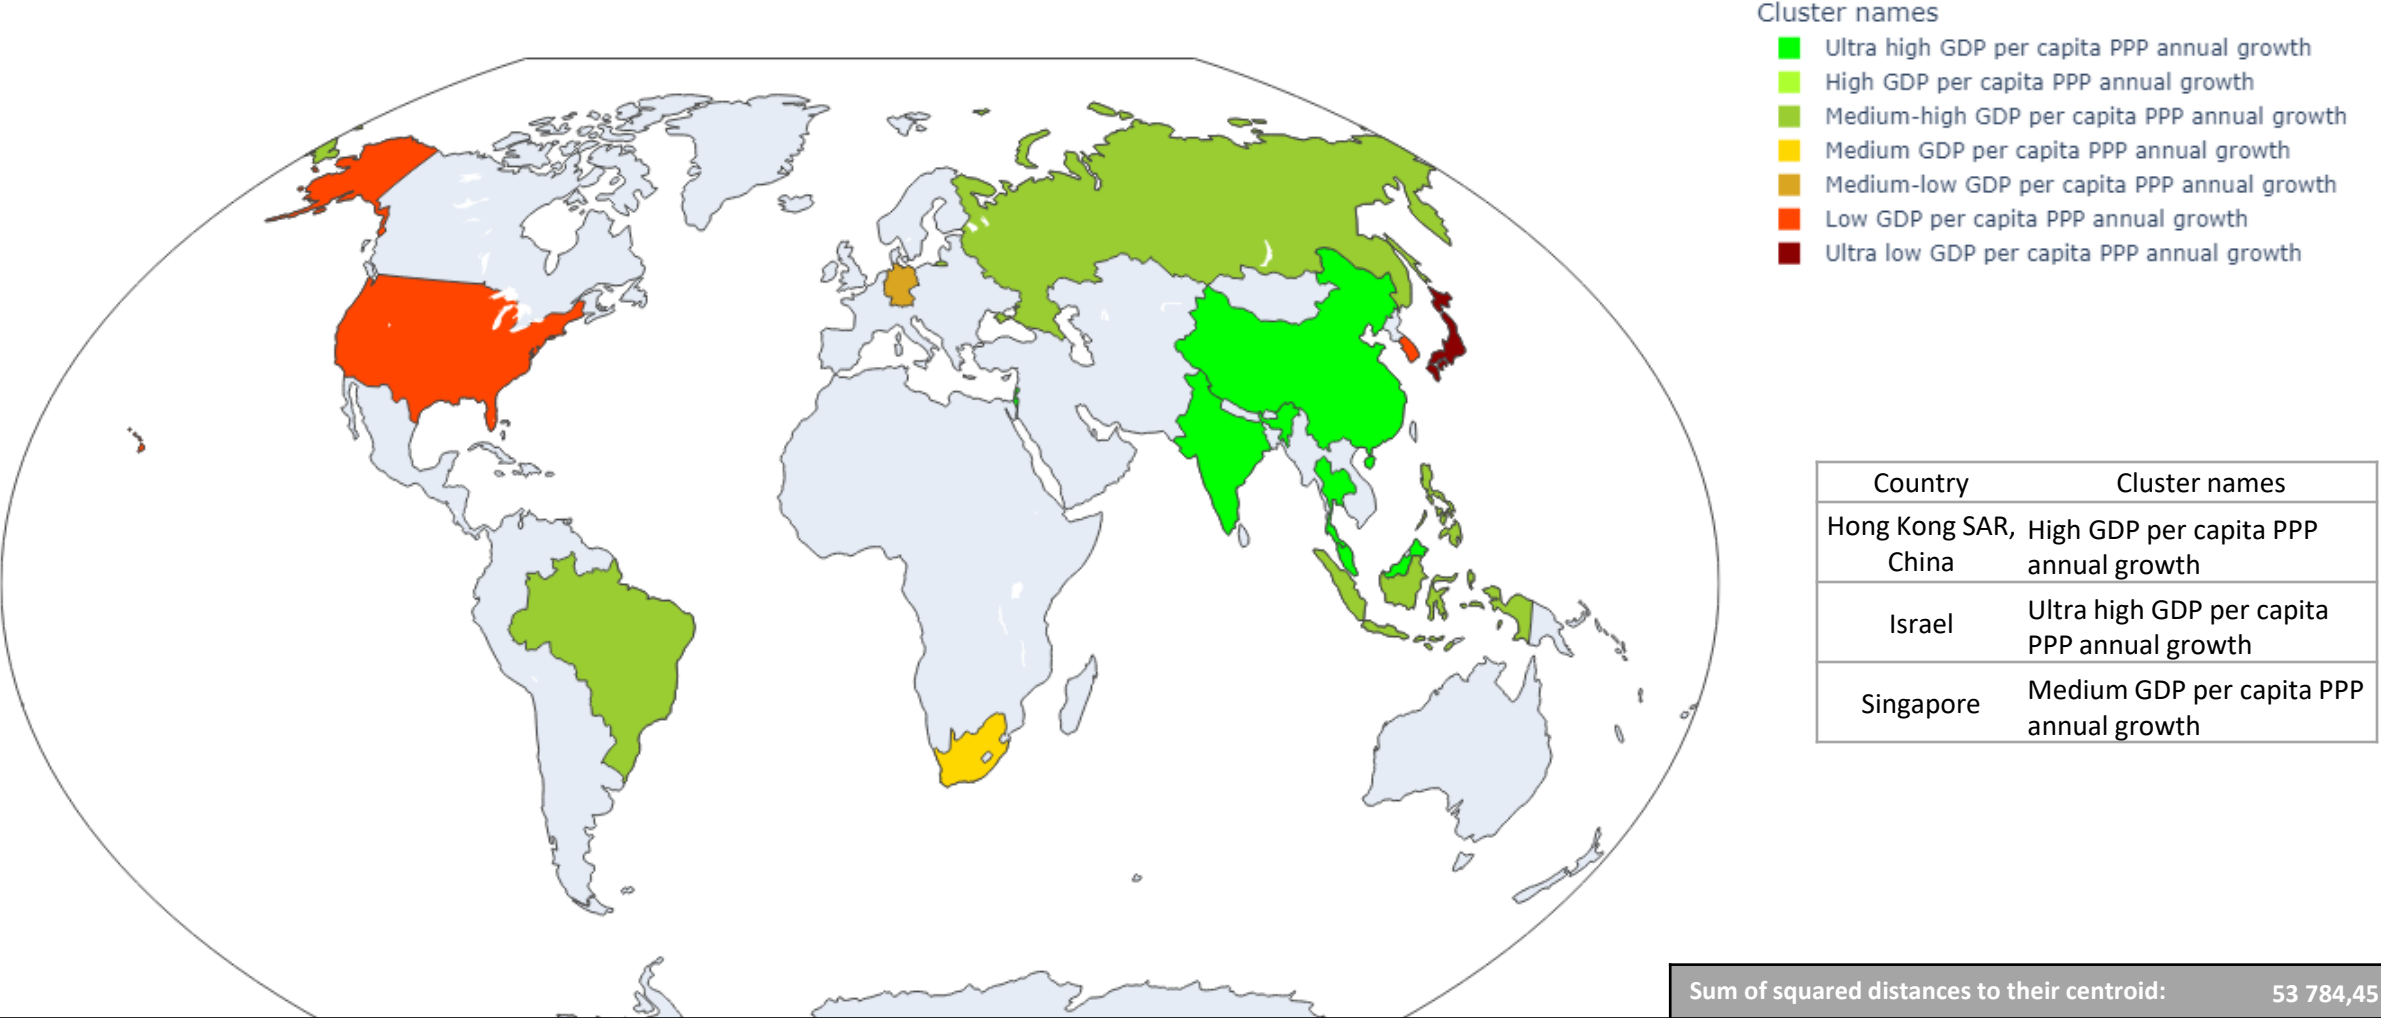 Cluster names
Ultra high GDP per capita PPP annual growth
High GDP per capita PPP annual growth
Medium-high GDP per capita PPP annual growth
Medium GDP per capita PPP annual growth
Medium-low GDP per capita PPP annual growth
Low GDP per capita PPP annual growth
Ultra low GDP per capita PPP annual growth
Country Cluster names
Hong Kong SAR, China High GDP per capita PPP
annual growth
Israel Ultra high GDP per capita
PPP annual growth
Singapore Medium GDP per capita PPP
annual growth
Sum of squared distances to their centroid: 53 784,45